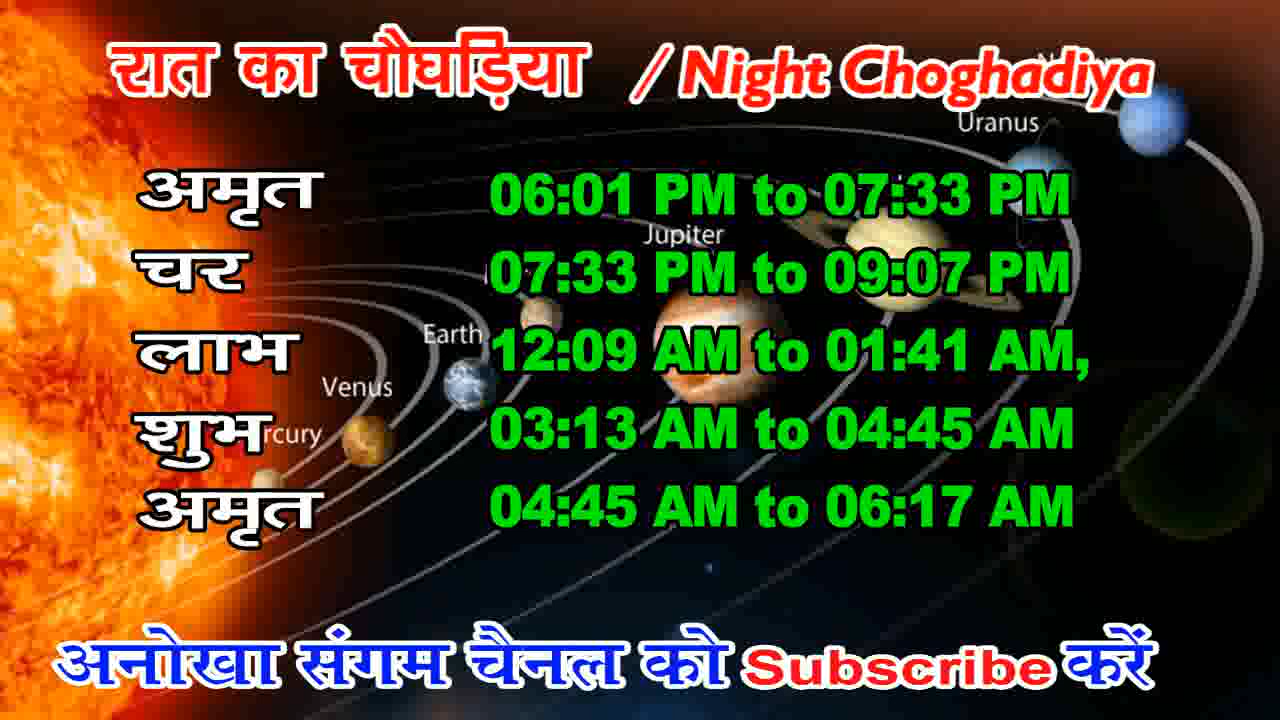 रात का चौघड़िया / Night Choghadiya
Uranus
अमृत 06:01 PM to 07:33 PM
Jupiter
चर 07:33 PM to 09:07 PM
Earth
लाभ 12:09 AM to 01:41 AM,
Venus
शुभ rcury 03:13 AM to 04:45 AM
अमृत 04:45 AM to 06:17 AM
अनोखा संगम चैनल को Subscribe करें